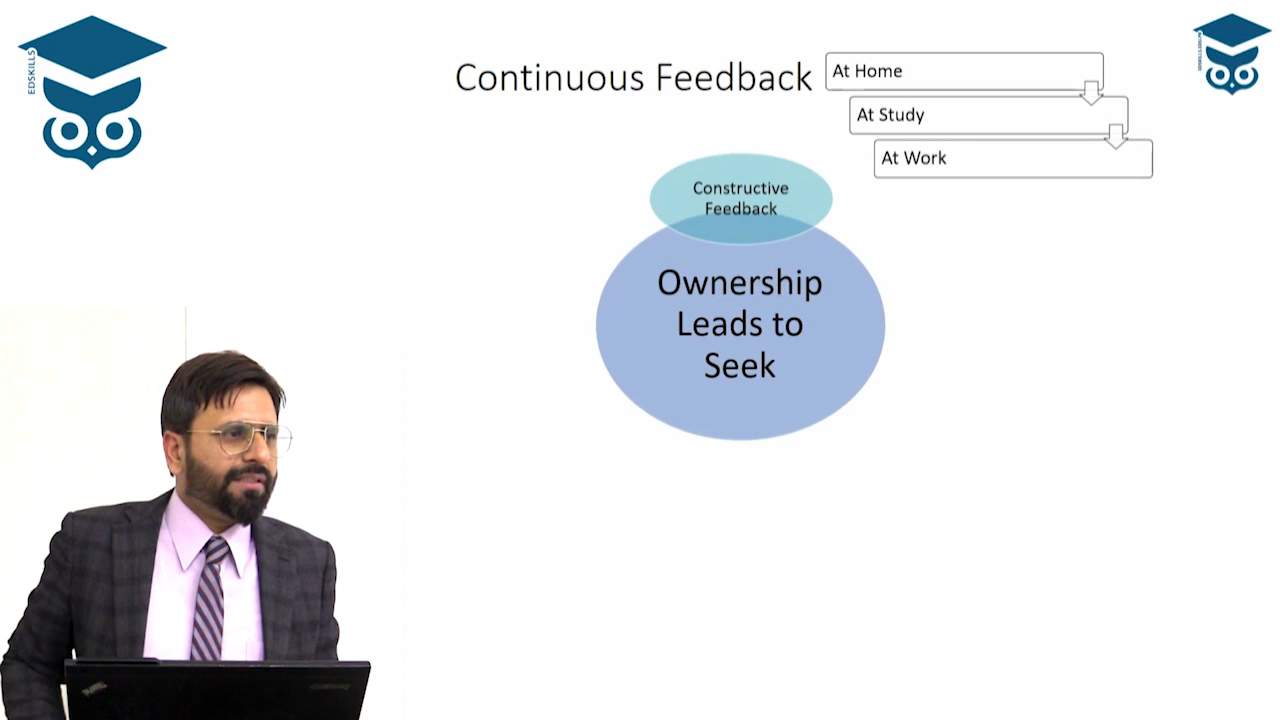 EDSKILLS
Continuous Feedback
At Home
At Study
At Work
Constructive
Feedback
Ownership
Leads to
Seek